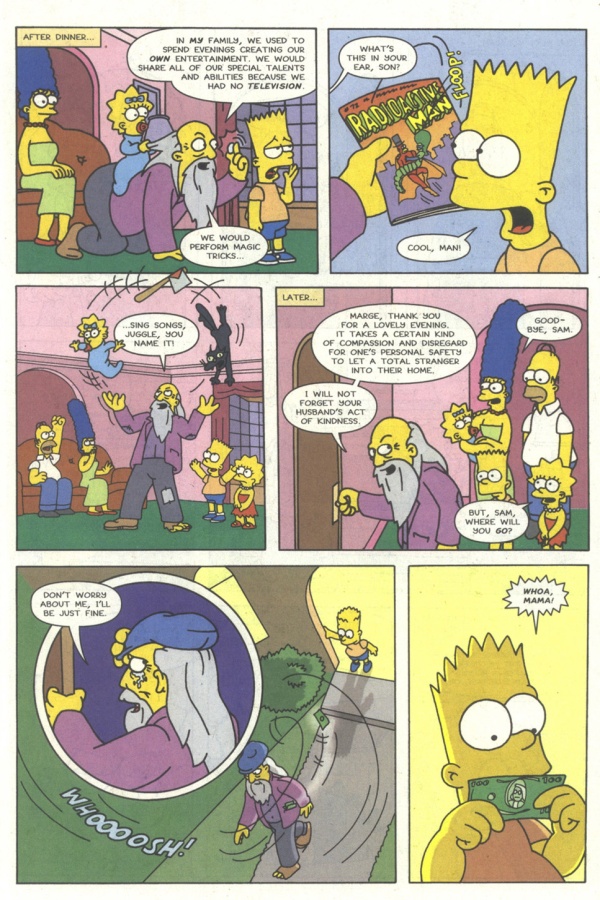 AFTER DINNER...
IN MY FAMILY, WE USED TO
SPEND EVENINGS CREATING OUR
OWN ENTERTAINMENT. WE WOULD
SHARE ALL OF OUR SPECIAL TALENTS
AND ABILITIES BECAUSE WE
HAD NO TELEVISION.
WE WOULD
PERFORM MAGIC
TRICKS...
WHAT'S
THIS IN YOUR
EAR, SON?
FLOOP!
RADIOACTIVE
MAN
COOL, MAN!
...SING SONGS,
JUGGLE, YOU
NAME IT!
LATER...
MARGE, THANK YOU
FOR A LOVELY EVENING.
IT TAKES A CERTAIN KIND
OF COMPASSION AND DISREGARD
FOR ONE'S PERSONAL SAFETY
TO LET A TOTAL STRANGER
INTO THEIR HOME.
I WILL NOT
FORGET YOUR
HUSBAND'S ACT
OF KINDNESS.
GOOD-
BYE, SAM.
BUT, SAM,
WHERE WILL
YOU GO?
DON'T WORRY
ABOUT ME, I'LL
BE JUST FINE.
WHOOOOSH!
WHOA,
MAMA!
100
100